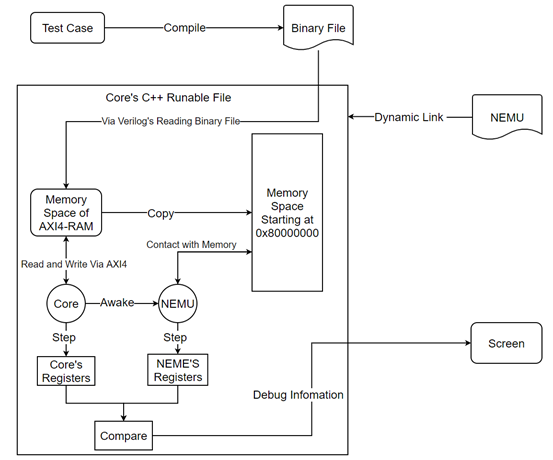 Test Case
Compile
Binary File
Core's C++ Runable File
Via Verilog's Reading Binary File
Dynamic Link
NEMU
Memory
Space of
AXI4-RAM
Copy
Memory
Space
Starting at
0x80000000
Contact with Memory
Read and Write Via AXI4
Core
Awake
NEMU
Step
Step
Core's
Registers
NEME'S
Registers
Screen
Debug Infomation
Compare